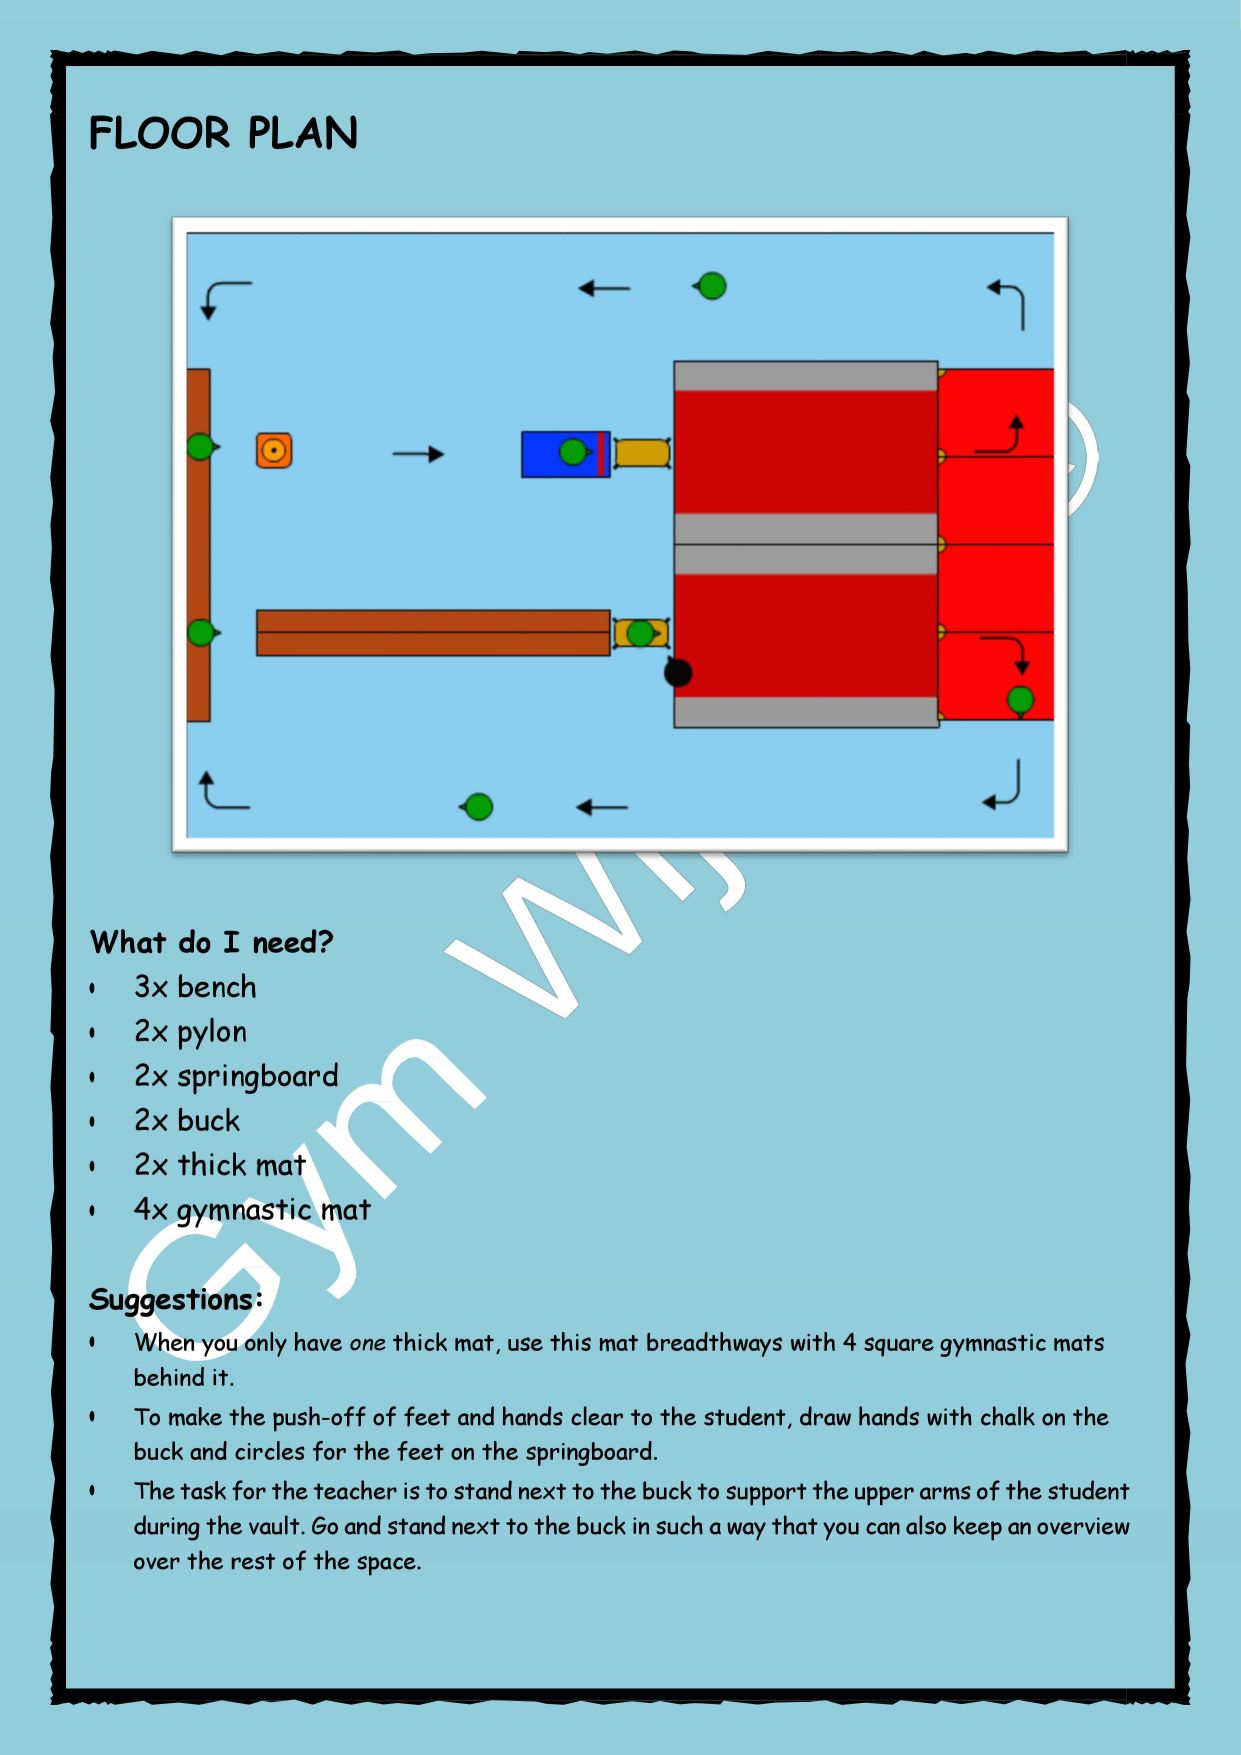 FLOOR PLAN
What do I need?
• 3x bench
• 2x pylon
• 2x springboard
• 2x buck
• 2x thick mat
• 4x gymnastic mat
Suggestions:
• When you only have one thick mat, use this mat breadthways with 4 square gymnastic mats
behind it.
• To make the push-off of feet and hands clear to the student, draw hands with chalk on the
buck and circles for the feet on the springboard.
• The task for the teacher is to stand next to the buck to support the upper arms of the student
during the vault. Go and stand next to the buck in such a way that you can also keep an overview
over the rest of the space.
Gym